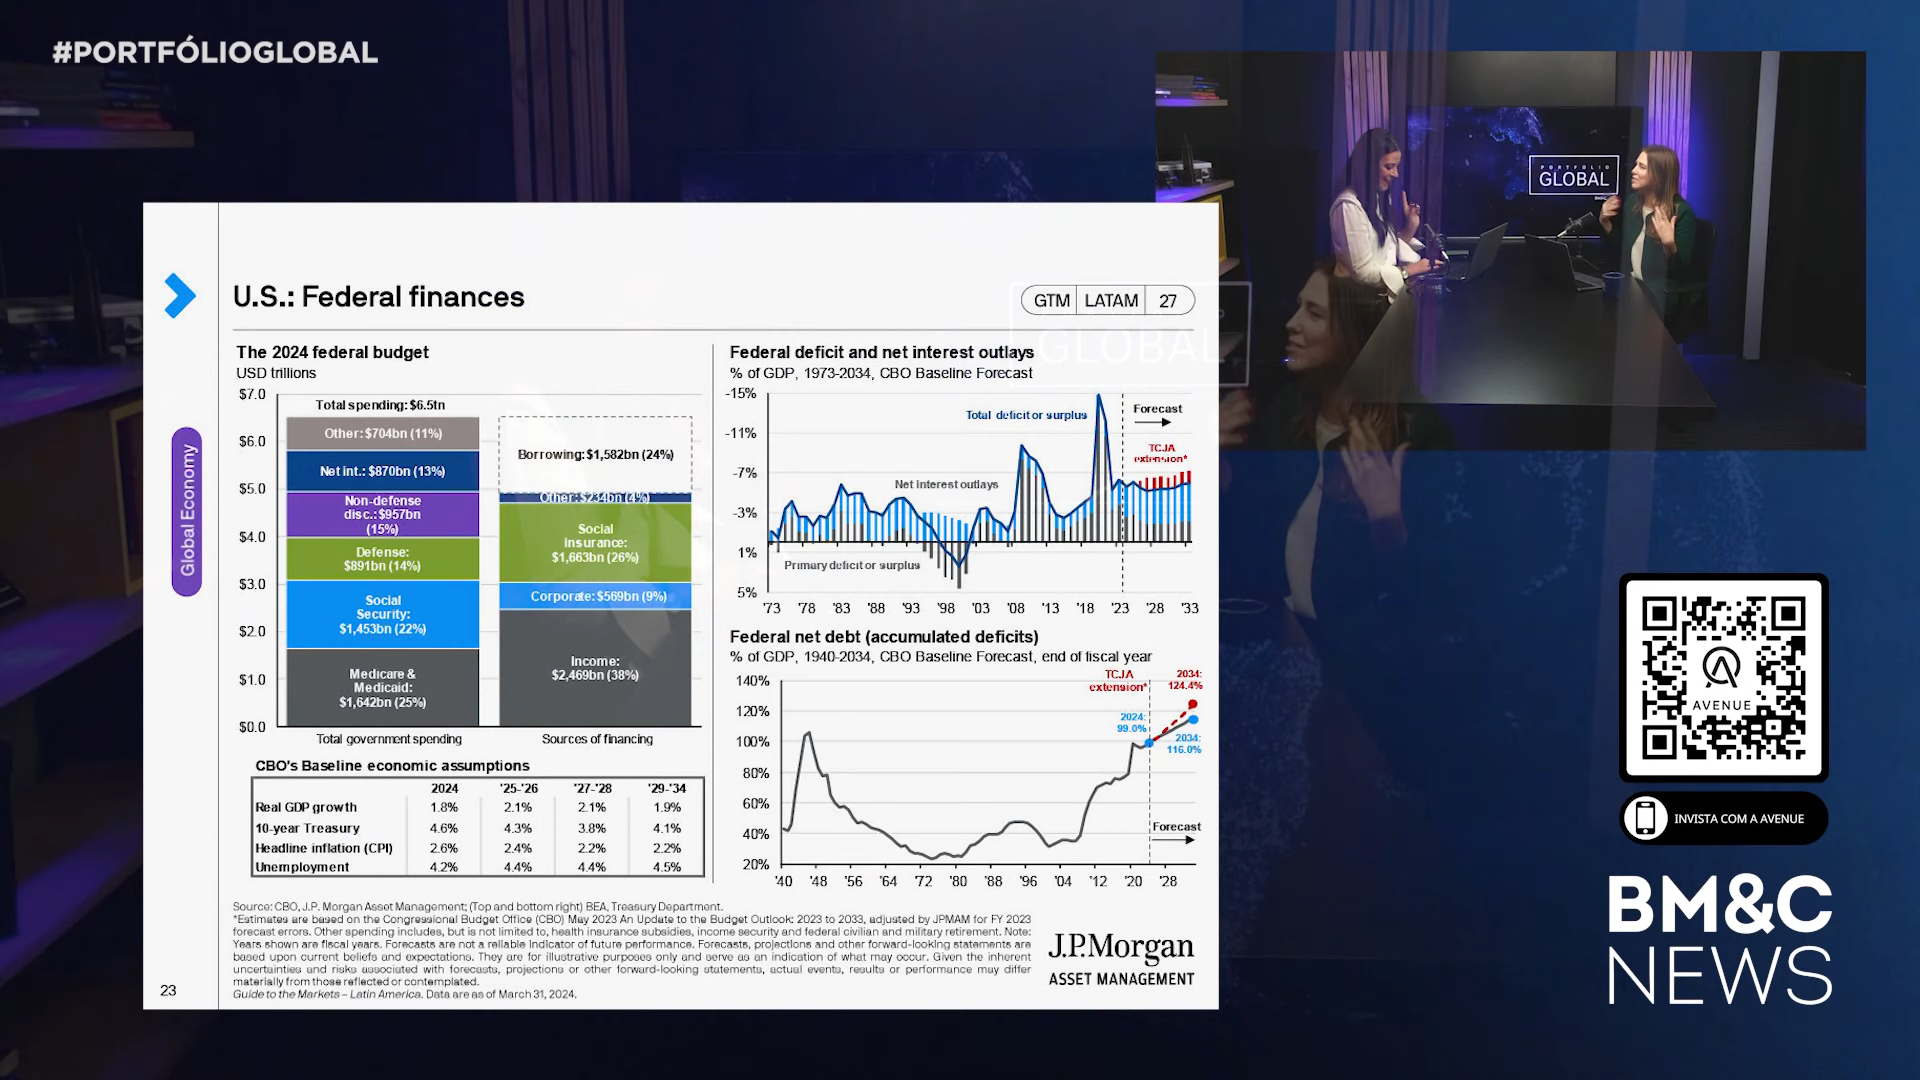 #PORTFÓLIOGLOBAL
PORTFOLIO
GLOBAL
U.S.: Federal finances
GTM LATAM 27
Global Economy
The 2024 federal budget
USD trillions
$7.0
$6.0
$5.0
$4.0
$3.0
$2.0
$1.0
$0.0
Total spending: $6.5tn
Other: $704bn (11%)
Net int.: $870bn (13%)
Non-defense
disc.: $957bn
(15%)
Defense:
$891bn (14%)
Social
Security:
$1,453bn (22%)
Medicare &
Medicaid:
$1,642bn (25%)
Total government spending
Borrowing: $1,582bn (24%)
Other: $234bn (4%)
Social
Insurance:
$1,663bn (26%)
Corporate: $569bn (9%)
Income:
$2,469bn (38%)
Sources of financing
CBO's Baseline economic assumptions
2024 '25-'26 '27-'28 '29-'34
Real GDP growth 1.8% 2.1% 2.1% 1.9%
10-year Treasury 4.6% 4.3% 3.8% 4.1%
Headline inflation (CPI) 2.6% 2.4% 2.2% 2.2%
Unemployment 4.2% 4.4% 4.4% 4.5%
Federal deficit and net interest outlays
% of GDP, 1973-2034, CBO Baseline Forecast
-15%
-11%
-7%
-3%
1%
5%
Total deficit or surplus
Forecast
TCJA
extension*
Net interest outlays
Primary deficit or surplus
'73 '78 '83 '88 '93 '98 '03 '08 '13 '18 '23 '28 '33
Federal net debt (accumulated deficits)
% of GDP, 1940-2034, CBO Baseline Forecast, end of fiscal year
140%
120%
100%
80%
60%
40%
20%
TCJA
extension*
2034:
124.4%
2024:
99.0%
2034:
116.0%
Forecast
'40 '48 '56 '64 '72 '80 '88 '96 '04 '12 '20 '28
Source: CBO, J.P. Morgan Asset Management; (Top and bottom right) BEA, Treasury Department.
*Estimates are based on the Congressional Budget Office (CBO) May 2023 An Update to the Budget Outlook: 2023 to 2033, adjusted by JPMAM for FY 2023
forecast errors. Other spending includes, but is not limited to, health insurance subsidies, income security and federal civilian and military retirement. Note:
Years shown are fiscal years. Forecasts are not a reliable indicator of future performance. Forecasts, projections and other forward-looking statements are
based upon current beliefs and expectations. They are for illustrative purposes only and serve as an indication of what may occur. Given the inherent
uncertainties and risks associated with forecasts, projections or other forward-looking statements, actual events, results or performance may differ
materially from those reflected or contemplated.
Guide to the Markets – Latin America. Data are as of March 31, 2024.
J.P.Morgan
ASSET MANAGEMENT
23
GLOBAL
AVENUE
INVISTA COM A AVENUE
BM&C
NEWS